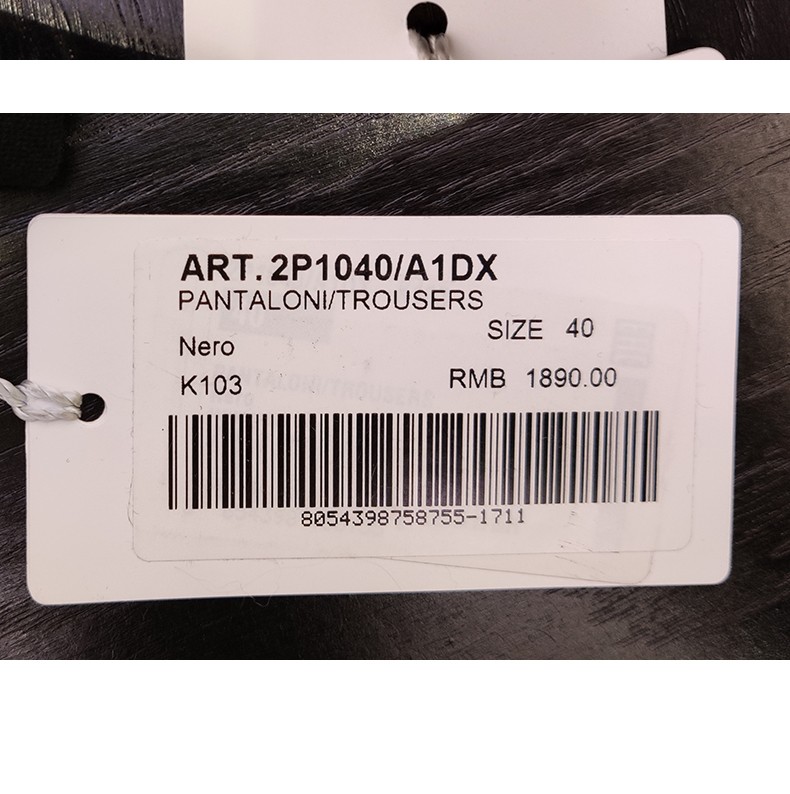 ART. 2P1040/A1DX
PANTALONI/TROUSERS
SIZE 40
Nero
K103 RMB 1890.00
8054398758755-1711